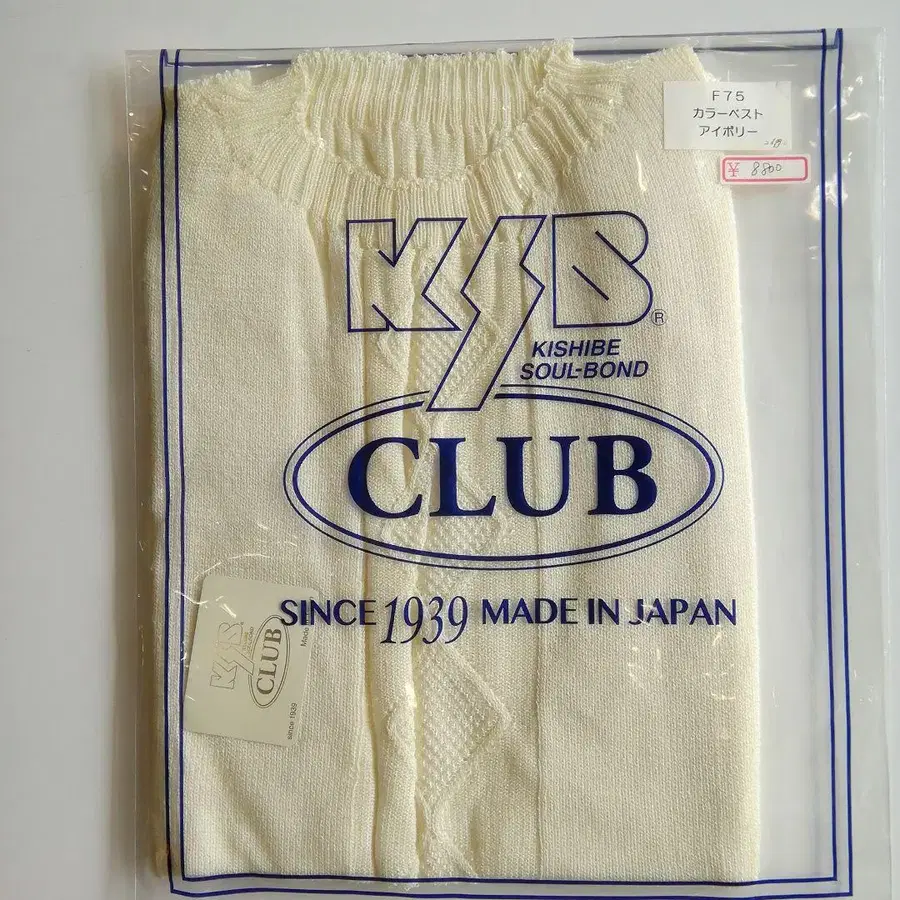 F75
カラーベスト
アイボリー
¥ 8800
KSB®
KISHIBE
SOUL-BOND
CLUB
SINCE 1939 MADE IN JAPAN
KSB
CLUB
since 1939